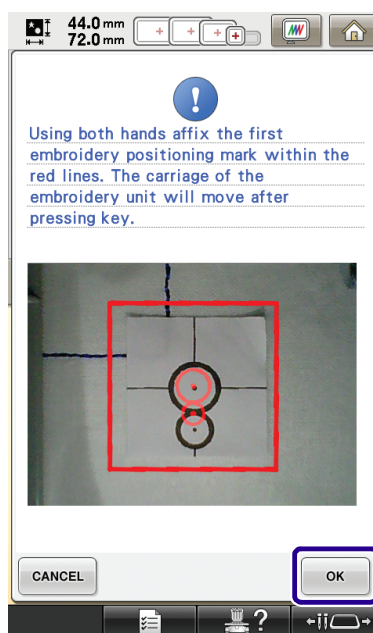 44.0 mm
72.0 mm
Using both hands affix the first
embroidery positioning mark within the
red lines. The carriage of the
embroidery unit will move after
pressing key.
CANCEL
OK
?